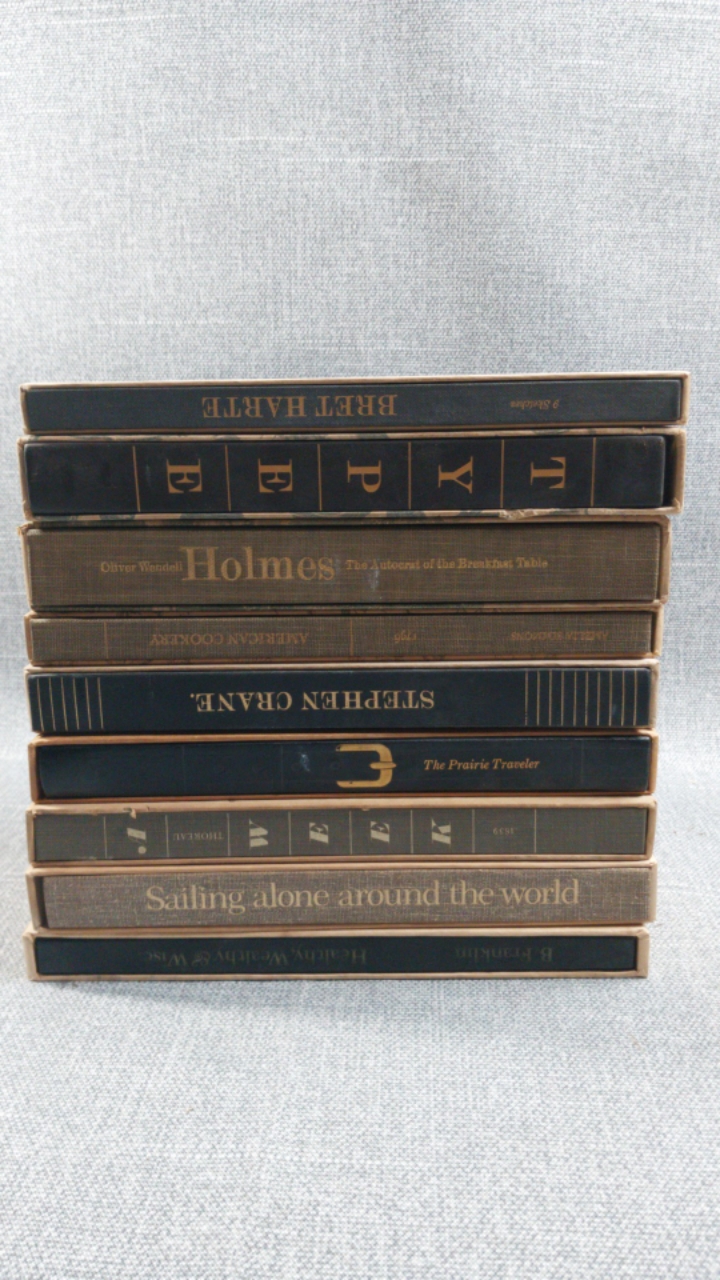 9 Sketches BRET HARTE
TYPEE
Oliver Wendell Holmes The Autocrat of the Breakfast Table
AMELIA SIMMONS 1796 AMERICAN COOKERY
STEPHEN CRANE.
The Prairie Traveler
1839 WEEK THOREAU
Sailing alone around the world
B. Franklin Healthy, Wealthy & Wise